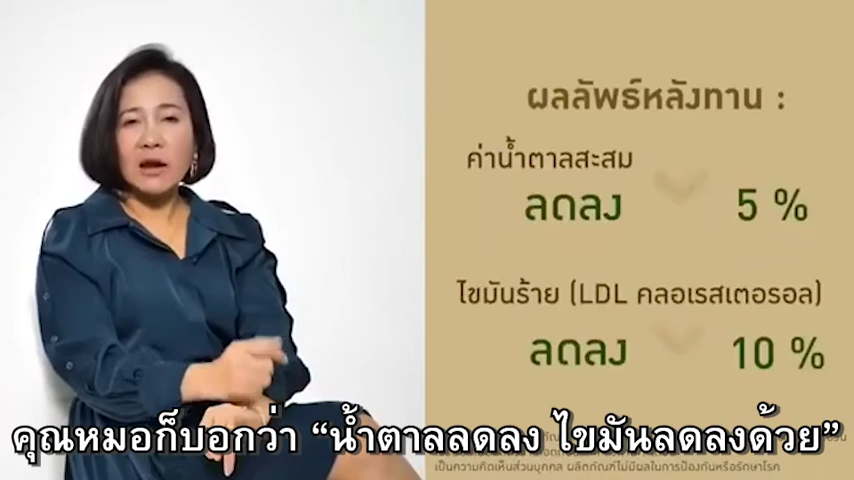 ผลลัพธ์หลังทาน :
ค่าน้ำตาลสะสม
ลดลง 5 %
ไขมันร้าย (LDL คลอเรสเตอรอล)
ลดลง 10 %
คุณหมอก็บอกว่า “น้ำตาลลดลง ไขมันลดลงด้วย”
เป็นความคิดเห็นส่วนบุคคล ผลิตภัณฑ์ไม่มีผลในการป้องกันหรือรักษาโรค